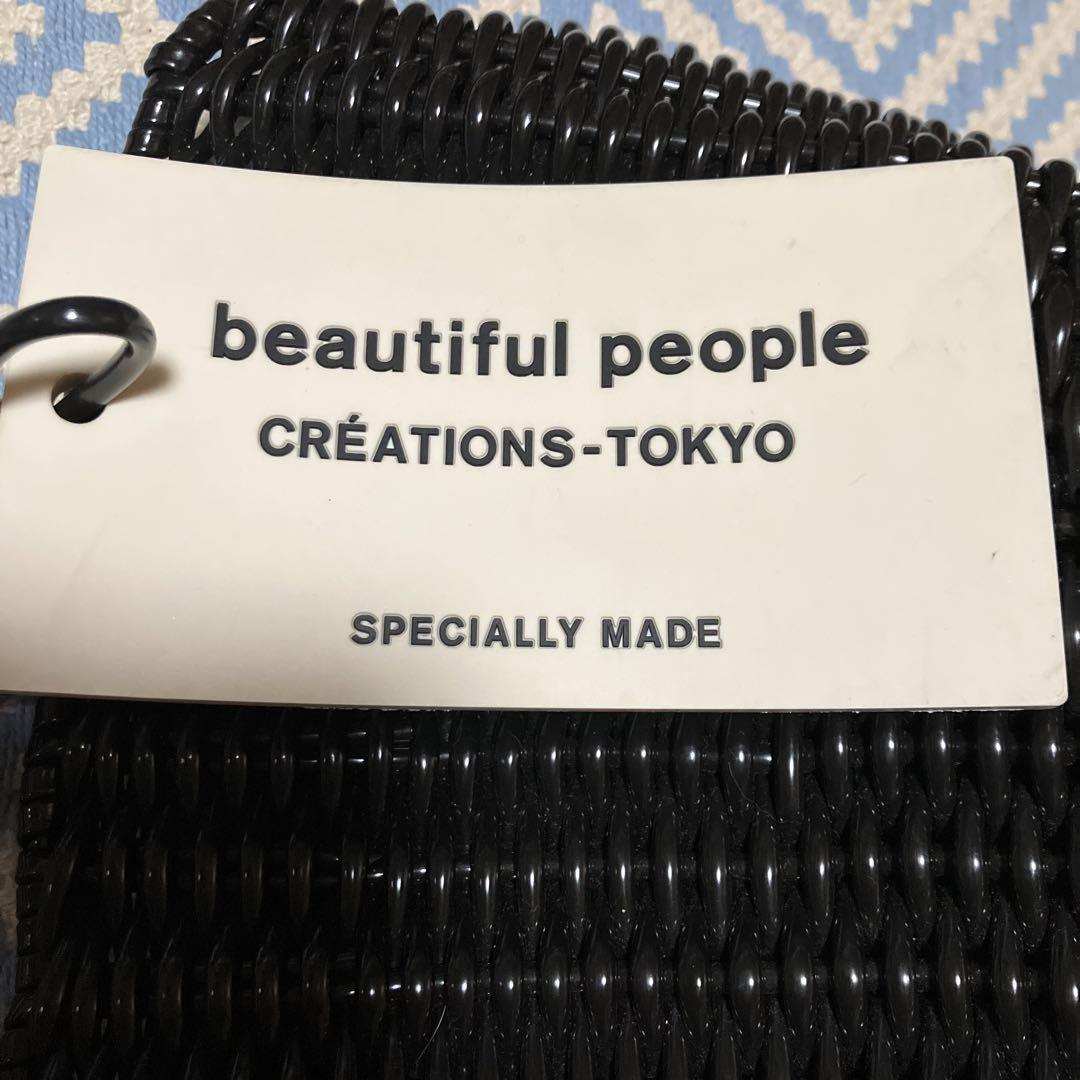 beautiful people
CRÉATIONS-TOKYO
SPECIALLY MADE